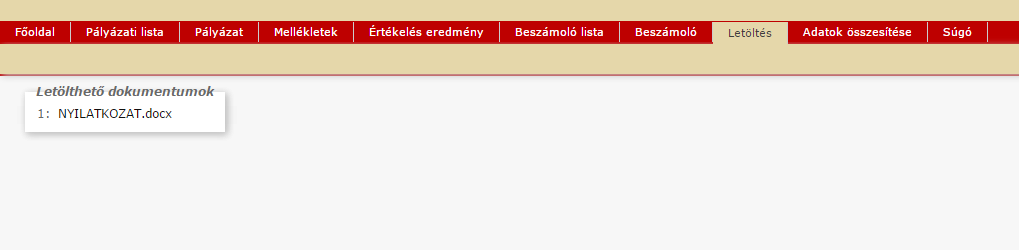 Főoldal Pályázati lista Pályázat Mellékletek Értékelés eredmény Beszámoló lista Beszámoló Letöltés Adatok összesítése Súgó
Letölthető dokumentumok
1: NYILATKOZAT.docx